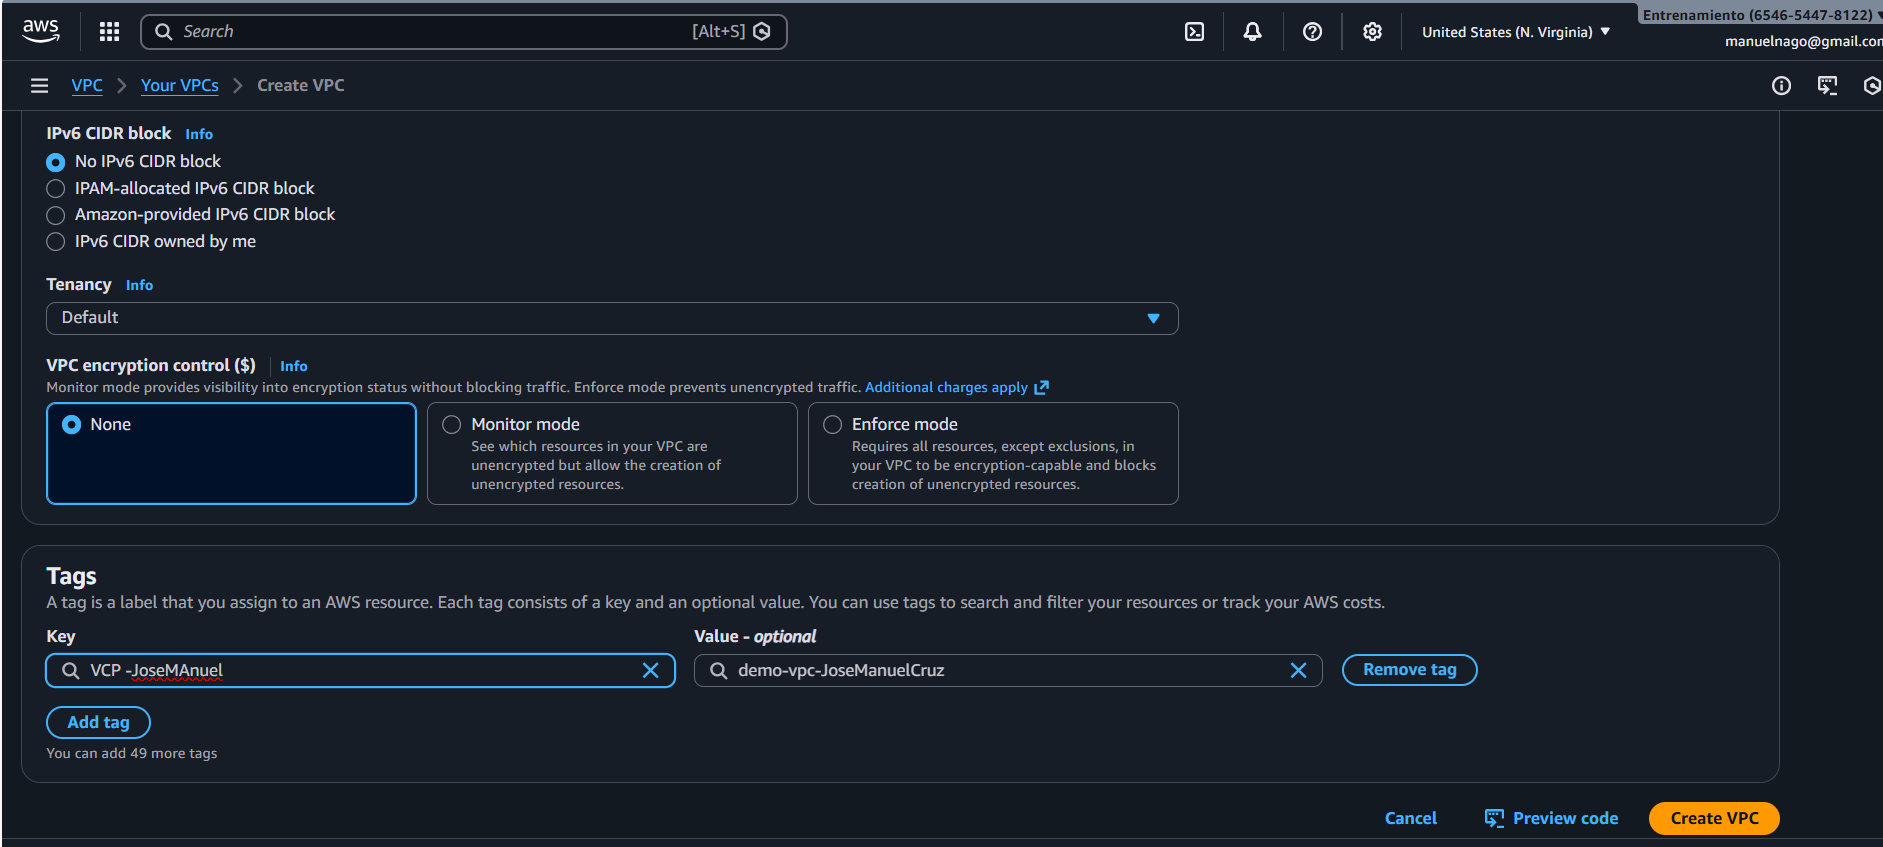 aws
Search [Alt+S]
United States (N. Virginia)
Entrenamiento (6546-5447-8122)
manuelnago@gmail.com
VPC > Your VPCs > Create VPC
IPv6 CIDR block Info
No IPv6 CIDR block
IPAM-allocated IPv6 CIDR block
Amazon-provided IPv6 CIDR block
IPv6 CIDR owned by me
Tenancy Info
Default
VPC encryption control ($) Info
Monitor mode provides visibility into encryption status without blocking traffic. Enforce mode prevents unencrypted traffic. Additional charges apply
None
Monitor mode
See which resources in your VPC are
unencrypted but allow the creation of
unencrypted resources.
Enforce mode
Requires all resources, except exclusions, in
your VPC to be encryption-capable and blocks
creation of unencrypted resources.
Tags
A tag is a label that you assign to an AWS resource. Each tag consists of a key and an optional value. You can use tags to search and filter your resources or track your AWS costs.
Key
VCP -JoseMAnuel
Value - optional
demo-vpc-JoseManuelCruz
Remove tag
Add tag
You can add 49 more tags
Cancel
Preview code
Create VPC